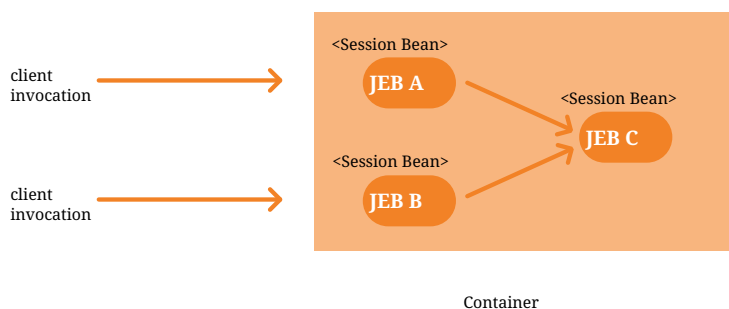 <Session Bean>
client
invocation
JEB A
<Session Bean>
JEB C
<Session Bean>
client
invocation
JEB B
Container